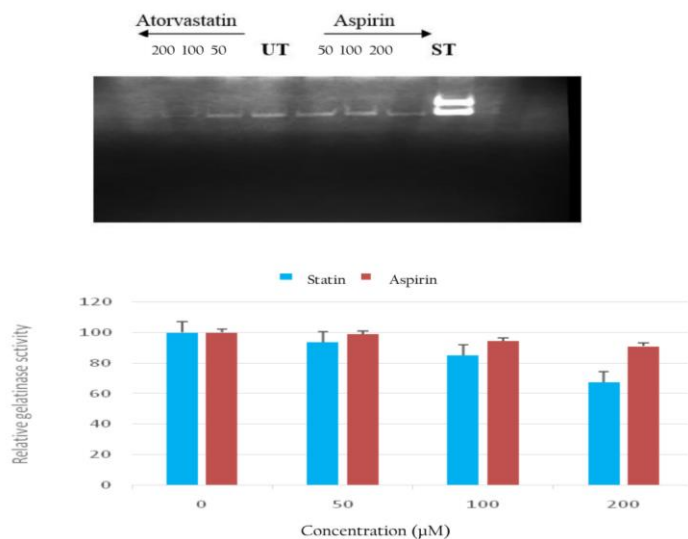 Atorvastatin Aspirin
200 100 50 UT 50 100 200 ST
Statin Aspirin
120
100
80
60
40
20
0
Relative gelatinase sctivity
0 50 100 200
Concentration (µM)